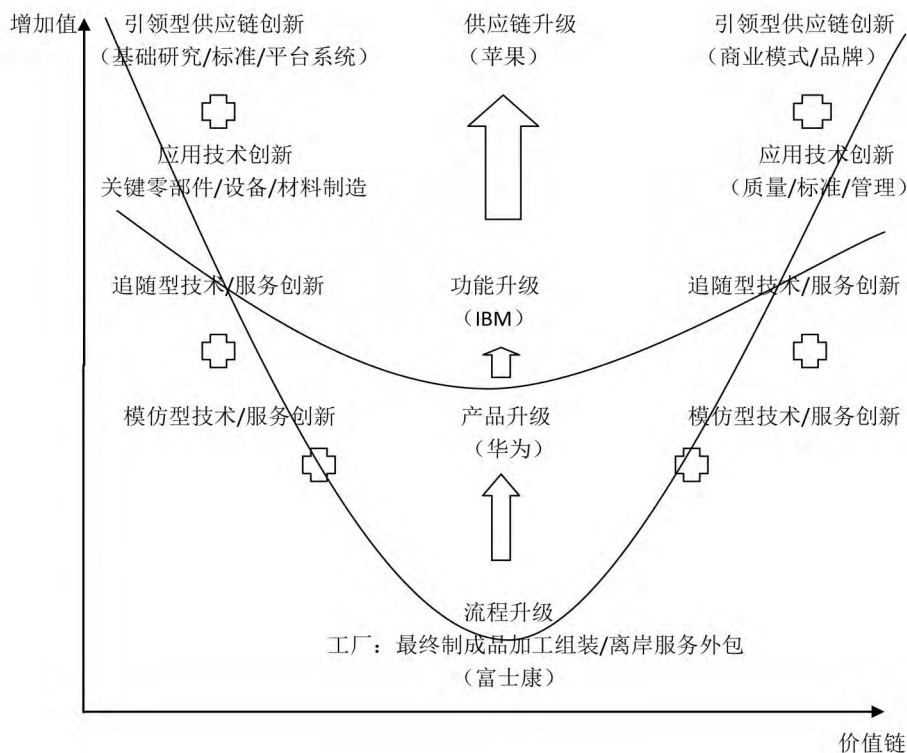 增加值
引领型供应链创新
（基础研究/标准/平台系统）
供应链升级
（苹果）
引领型供应链创新
（商业模式/品牌）
应用技术创新
关键零部件/设备/材料制造
应用技术创新
（质量/标准/管理）
追随型技术/服务创新
功能升级
（IBM）
追随型技术/服务创新
模仿型技术/服务创新
产品升级
（华为）
模仿型技术/服务创新
流程升级
工厂：最终制成品加工组装/离岸服务外包
（富士康）
价值链